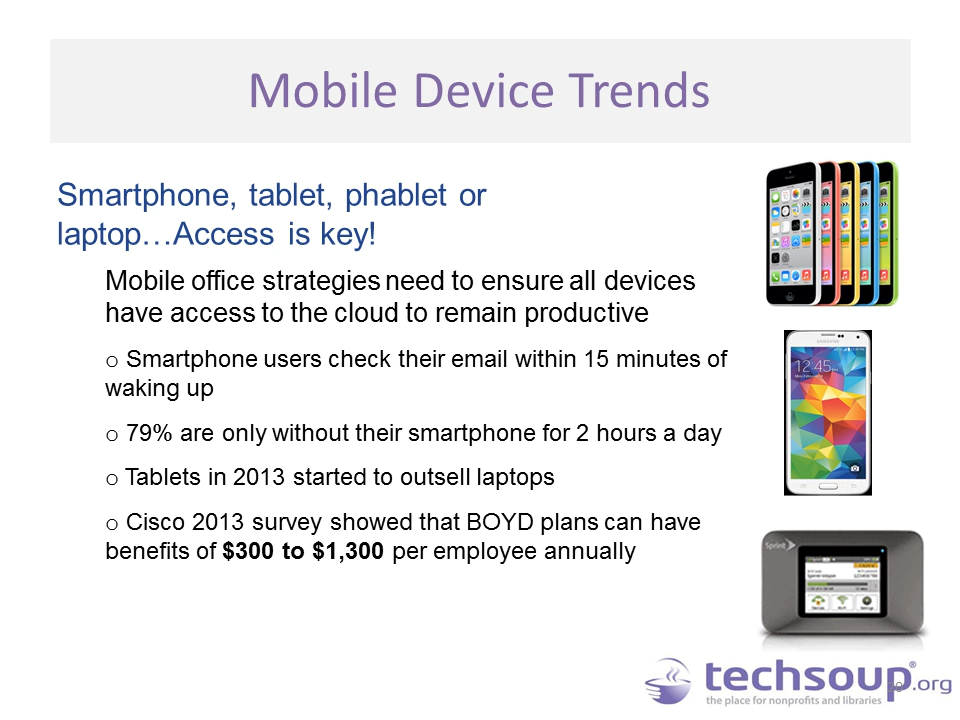 Mobile Device Trends
Smartphone, tablet, phablet or
laptop…Access is key!
Mobile office strategies need to ensure all devices
have access to the cloud to remain productive
o Smartphone users check their email within 15 minutes of
waking up
o 79% are only without their smartphone for 2 hours a day
o Tablets in 2013 started to outsell laptops
o Cisco 2013 survey showed that BOYD plans can have
benefits of $300 to $1,300 per employee annually
SAMSUNG
12:45
Sprint
techsoup®.org
the place for nonprofits and libraries